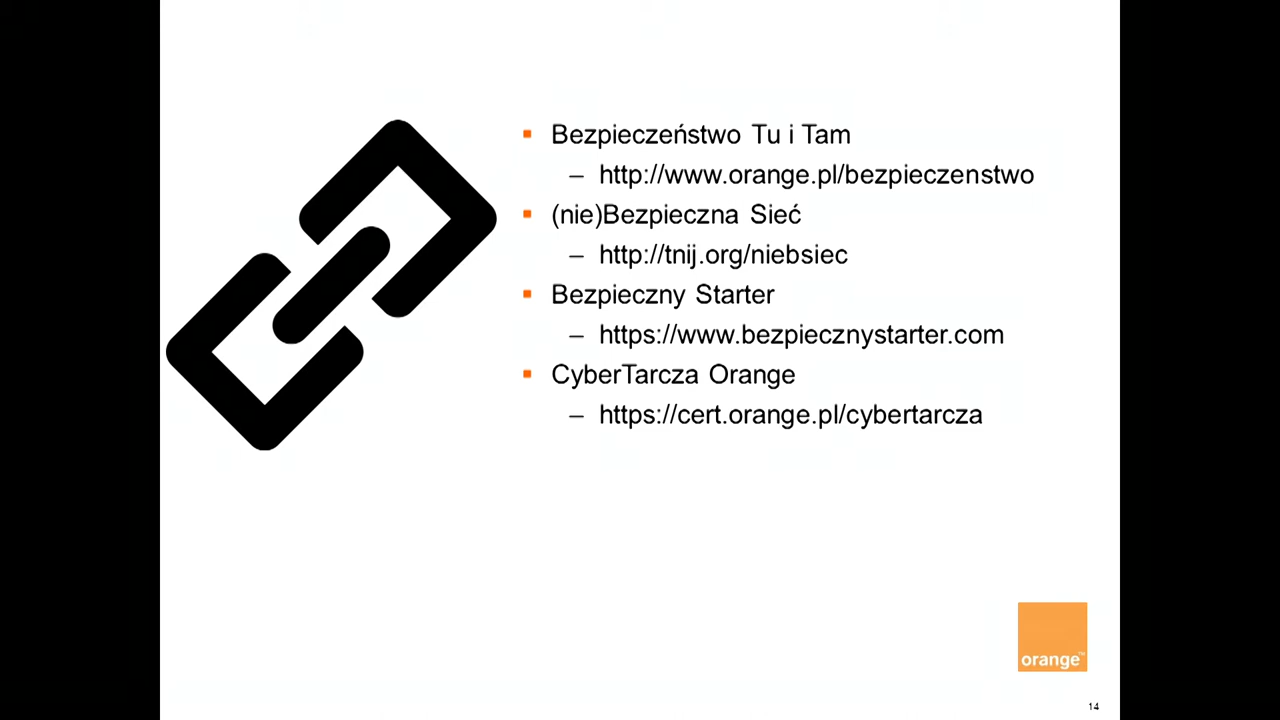 Bezpieczeństwo Tu i Tam
– http://www.orange.pl/bezpieczenstwo
(nie)Bezpieczna Sieć
– http://tnij.org/niebsiec
Bezpieczny Starter
– https://www.bezpiecznystarter.com
CyberTarcza Orange
– https://cert.orange.pl/cybertarcza
orange™
14